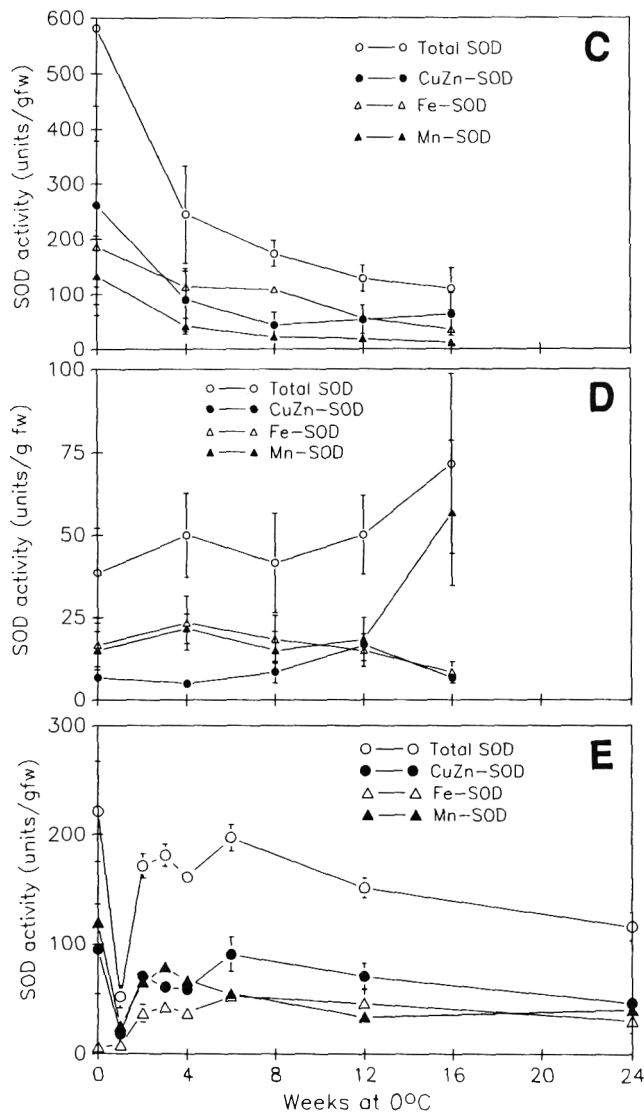 C
SOD activity (units/gfw)
600
500
400
300
200
100
0
Total SOD
CuZn-SOD
Fe-SOD
Mn-SOD
D
SOD activity (units/g fw)
100
75
50
25
0
Total SOD
CuZn-SOD
Fe-SOD
Mn-SOD
E
SOD activity (units/gfw)
300
200
100
0
Total SOD
CuZn-SOD
Fe-SOD
Mn-SOD
0 4 8 12 16 20 24
Weeks at 0°C